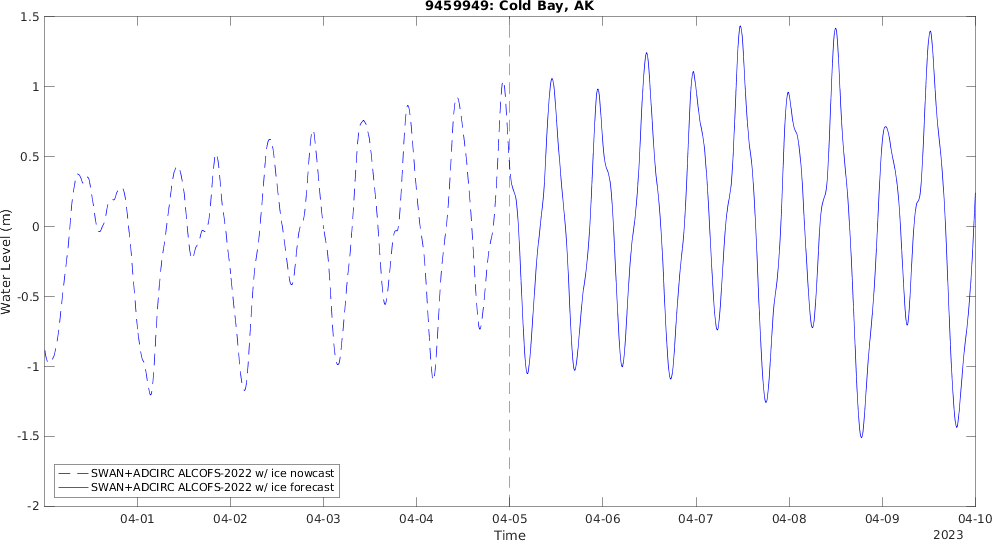 9459949: Cold Bay, AK
1.5
1
0.5
0
-0.5
-1
-1.5
-2
Water Level (m)
SWAN+ADCIRC ALCOFS-2022 w/ ice nowcast
SWAN+ADCIRC ALCOFS-2022 w/ ice forecast
04-01 04-02 04-03 04-04 04-05 04-06 04-07 04-08 04-09 04-10
Time
2023